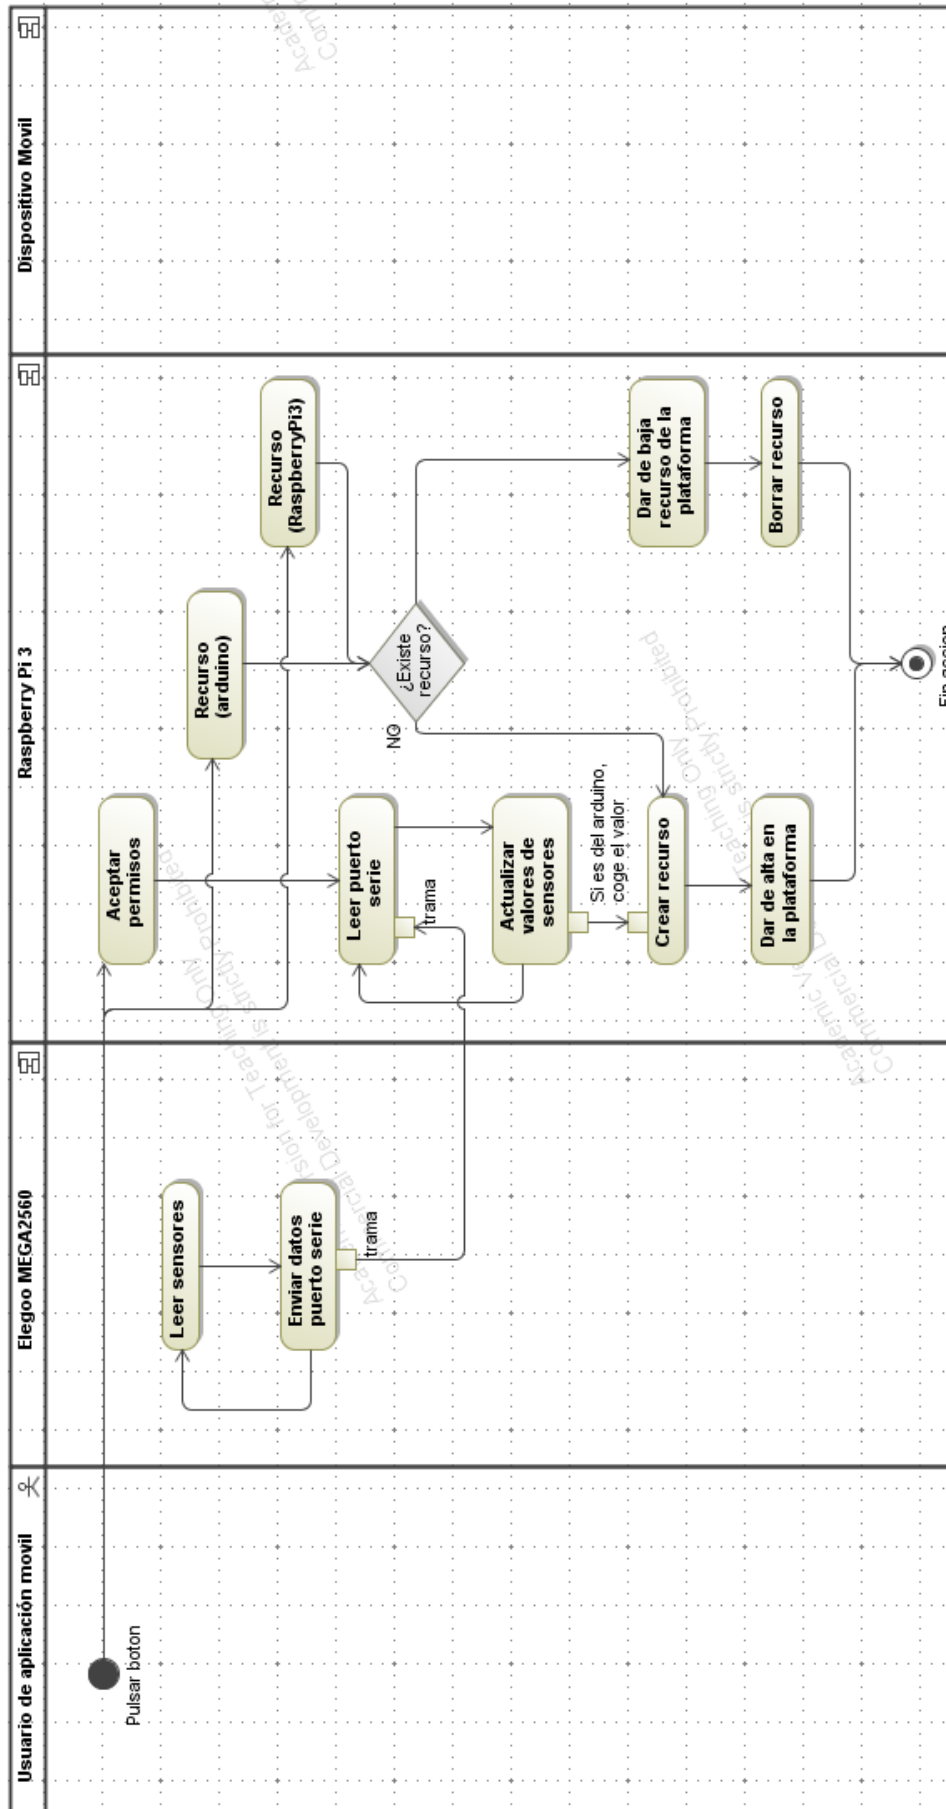 Usuario de aplicación movil
Elegoo MEGA2560
Raspberry Pi 3
Dispositivo Movil
Pulsar boton
Leer sensores
Enviar datos
puerto serie
trama
Aceptar
permisos
Recurso
(arduino)
Recurso
(RaspberryPi3)
Leer puerto
serie
trama
¿Existe
recurso?
NO
Actualizar
valores de
sensores
Si es del arduino,
coge el valor
Crear recurso
Dar de alta en
la plataforma
Dar de baja
recurso de la
plataforma
Borrar recurso
Fin accion